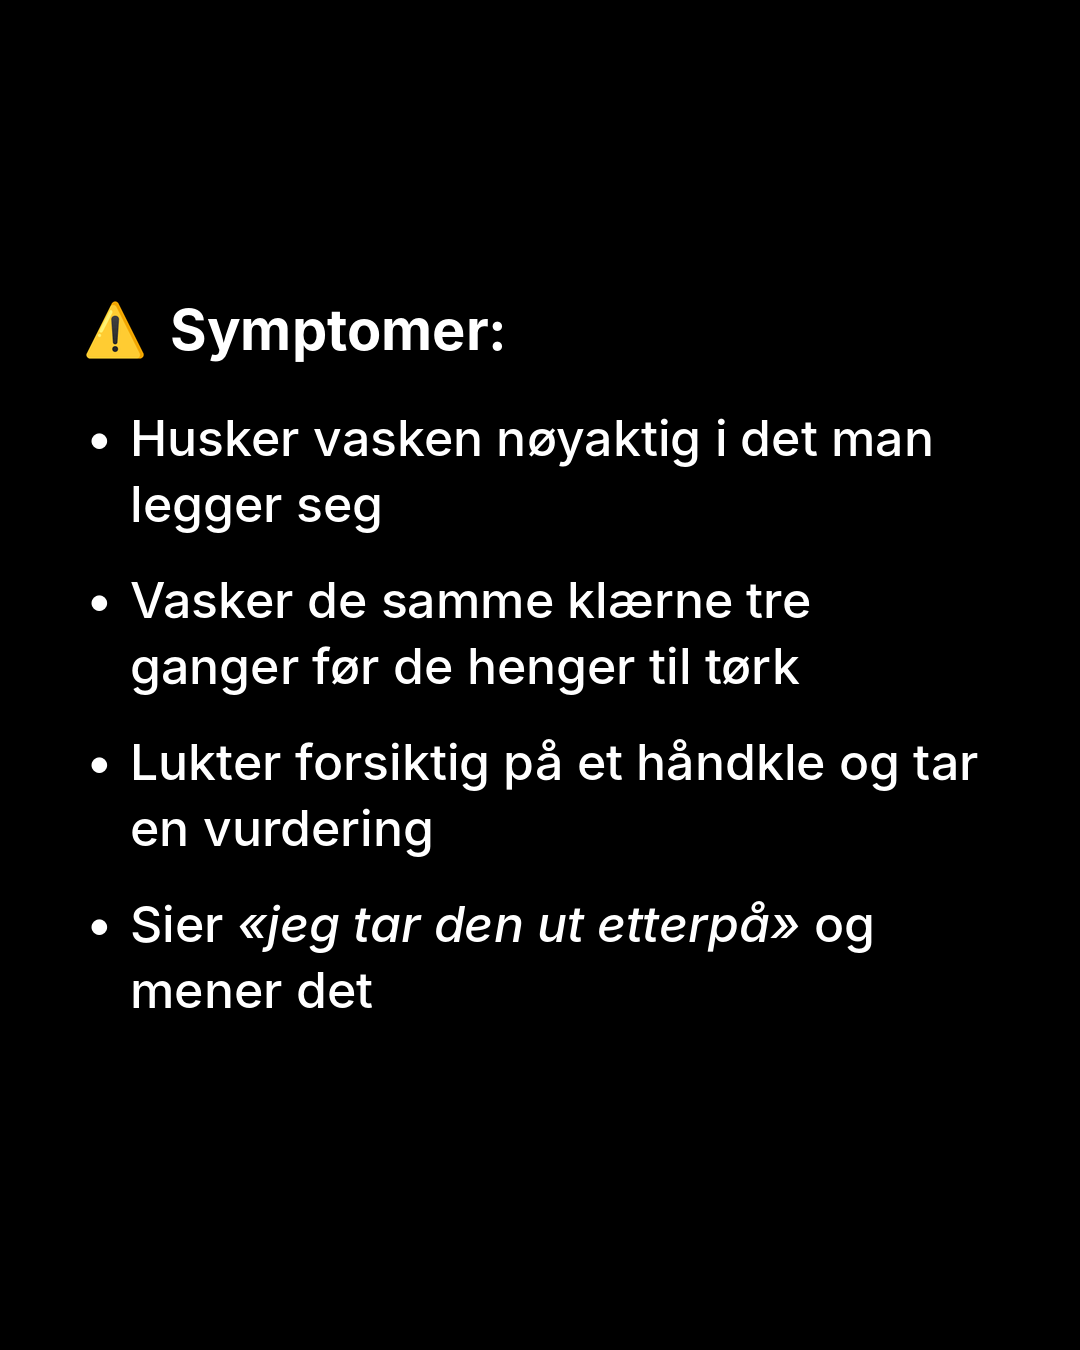 ⚠️ Symptomer:
• Husker vasken nøyaktig i det man
legger seg
• Vasker de samme klærne tre
ganger før de henger til tørk
• Lukter forsiktig på et håndkle og tar
en vurdering
• Sier «jeg tar den ut etterpå» og
mener det